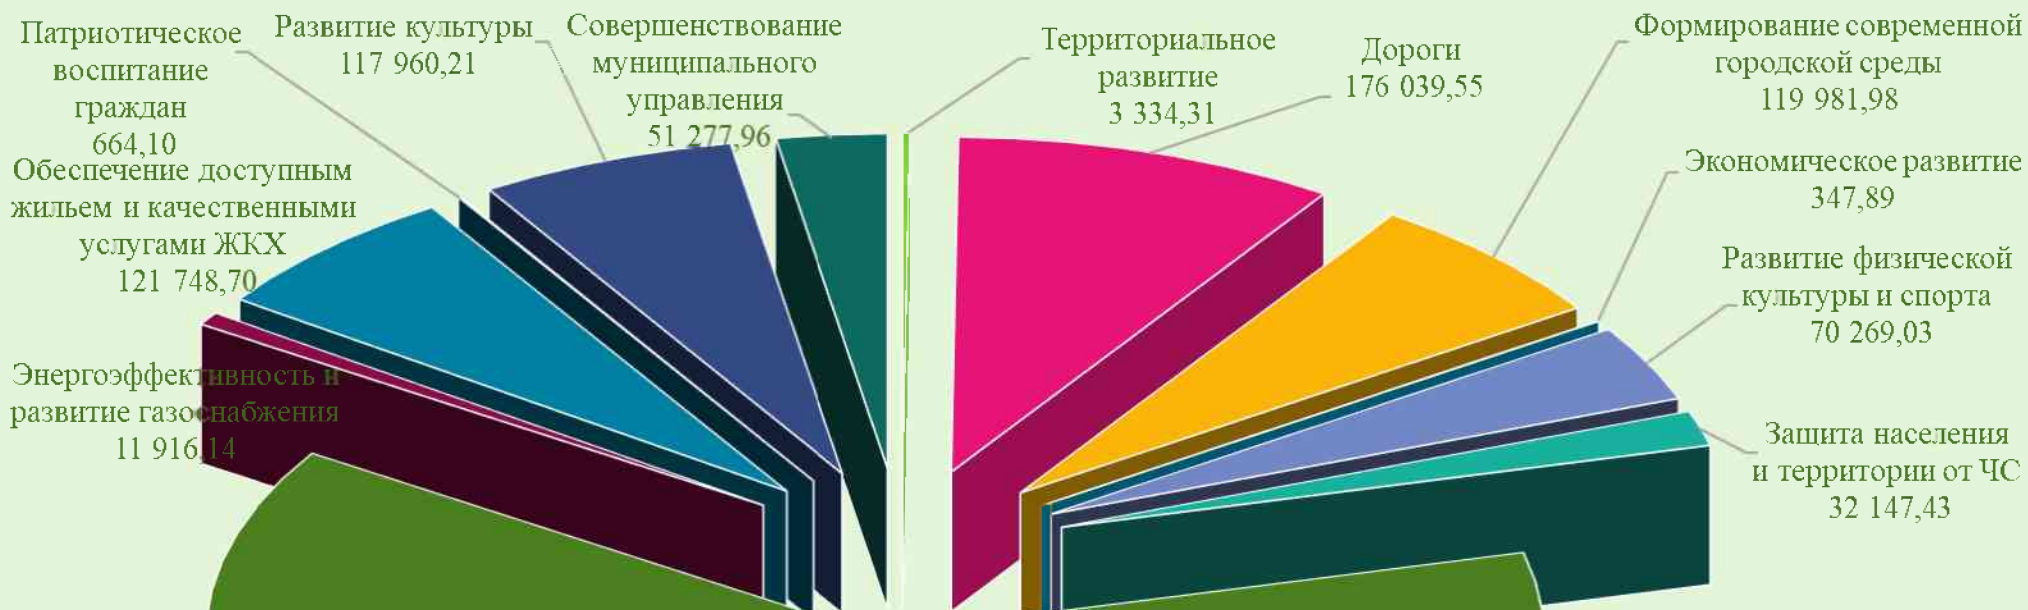 Патриотическое
воспитание
граждан
664,10
Развитие культуры
117 960,21
Совершенствование
муниципального
управления
51 277,96
Территориальное
развитие
3 334,31
Дороги
176 039,55
Формирование современной
городской среды
119 981,98
Обеспечение доступным
жильем и качественными
услугами ЖКХ
121 748,70
Экономическое развитие
347,89
Развитие физической
культуры и спорта
70 269,03
Энергоэффективность и
развитие газоснабжения
11 916,14
Защита населения
и территории от ЧС
32 147,43